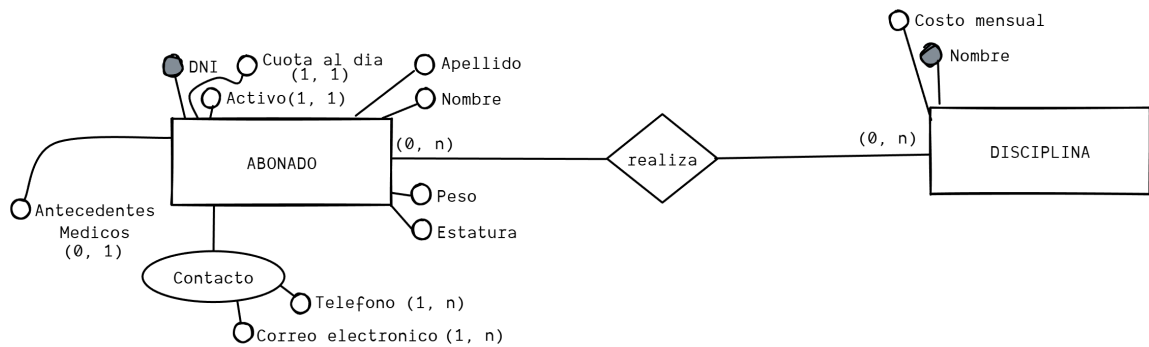 Costo mensual
Nombre
DNI
Cuota al dia
(1, 1)
Activo(1, 1)
Apellido
Nombre
(0, n)
ABONADO
realiza
(0, n)
DISCIPLINA
Peso
Estatura
Antecedentes
Medicos
(0, 1)
Contacto
Telefono (1, n)
Correo electronico (1, n)